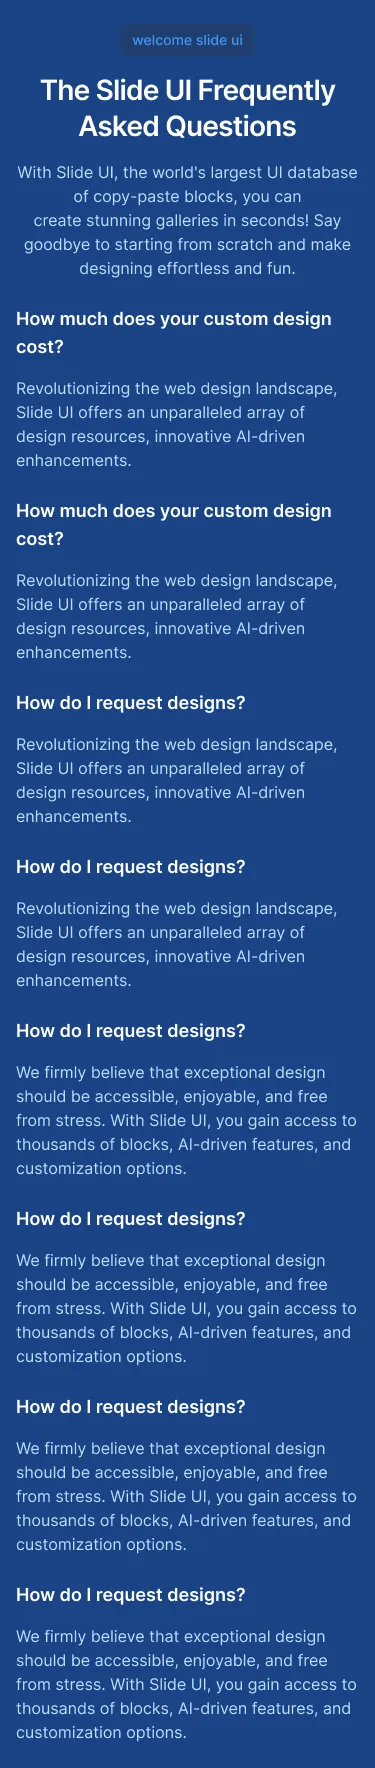 welcome slide ui
The Slide UI Frequently
Asked Questions
With Slide UI, the world's largest UI database
of copy-paste blocks, you can
create stunning galleries in seconds! Say
goodbye to starting from scratch and make
designing effortless and fun.
How much does your custom design
cost?
Revolutionizing the web design landscape,
Slide UI offers an unparalleled array of
design resources, innovative AI-driven
enhancements.
How much does your custom design
cost?
Revolutionizing the web design landscape,
Slide UI offers an unparalleled array of
design resources, innovative AI-driven
enhancements.
How do I request designs?
Revolutionizing the web design landscape,
Slide UI offers an unparalleled array of
design resources, innovative AI-driven
enhancements.
How do I request designs?
Revolutionizing the web design landscape,
Slide UI offers an unparalleled array of
design resources, innovative AI-driven
enhancements.
How do I request designs?
We firmly believe that exceptional design
should be accessible, enjoyable, and free
from stress. With Slide UI, you gain access to
thousands of blocks, AI-driven features, and
customization options.
How do I request designs?
We firmly believe that exceptional design
should be accessible, enjoyable, and free
from stress. With Slide UI, you gain access to
thousands of blocks, AI-driven features, and
customization options.
How do I request designs?
We firmly believe that exceptional design
should be accessible, enjoyable, and free
from stress. With Slide UI, you gain access to
thousands of blocks, AI-driven features, and
customization options.
How do I request designs?
We firmly believe that exceptional design
should be accessible, enjoyable, and free
from stress. With Slide UI, you gain access to
thousands of blocks, AI-driven features, and
customization options.